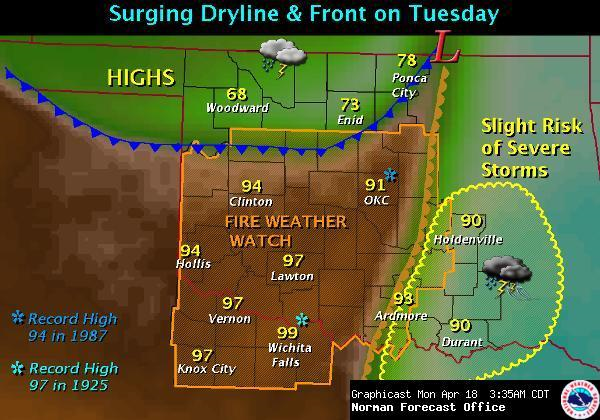 Surging Dryline & Front on Tuesday
HIGHS
L
78
Ponca
City
68
Woodward
73
Enid
Slight Risk
of Severe
Storms
94
Clinton
91
OKC
FIRE WEATHER
WATCH
90
Holdenville
94
Hollis
97
Lawton
97
Vernon
93
Ardmore
99
Wichita
Falls
90
Durant
97
Knox City
Record High
94 in 1987
Record High
97 in 1925
Graphicast Mon Apr 18 3:35AM CDT
Norman Forecast Office